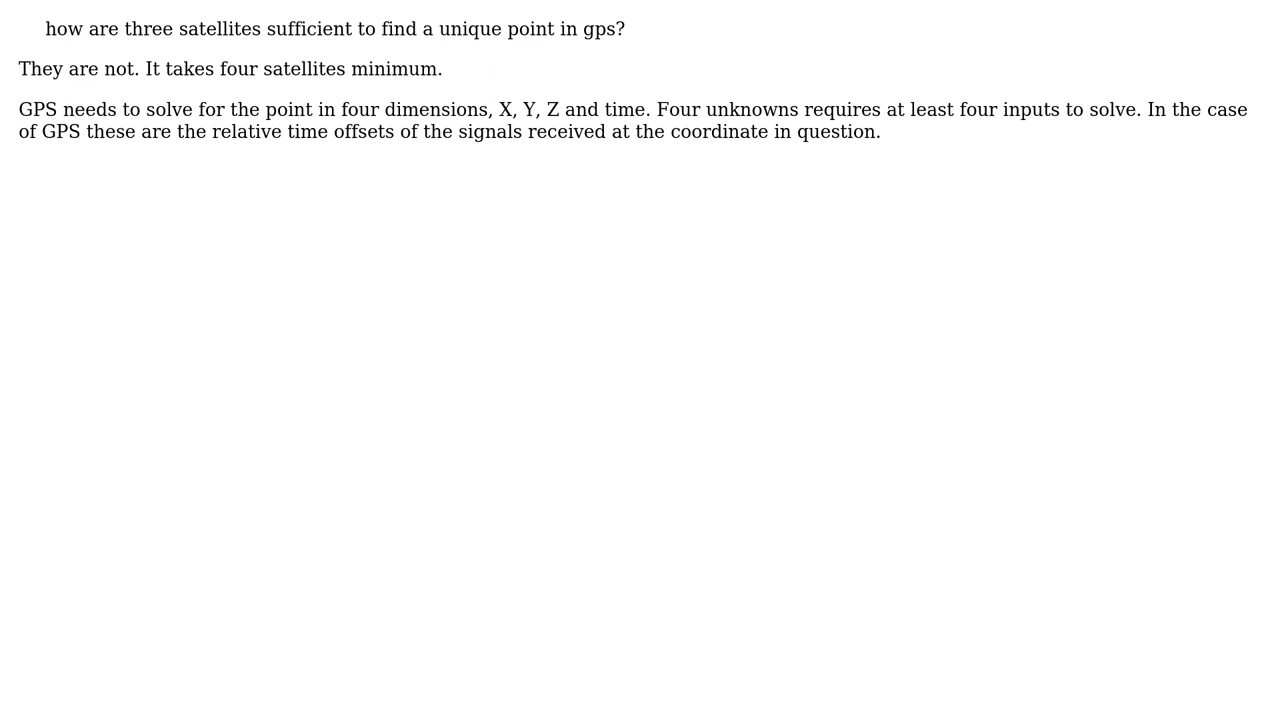 how are three satellites sufficient to find a unique point in gps?
They are not. It takes four satellites minimum.
GPS needs to solve for the point in four dimensions, X, Y, Z and time. Four unknowns requires at least four inputs to solve. In the case
of GPS these are the relative time offsets of the signals received at the coordinate in question.